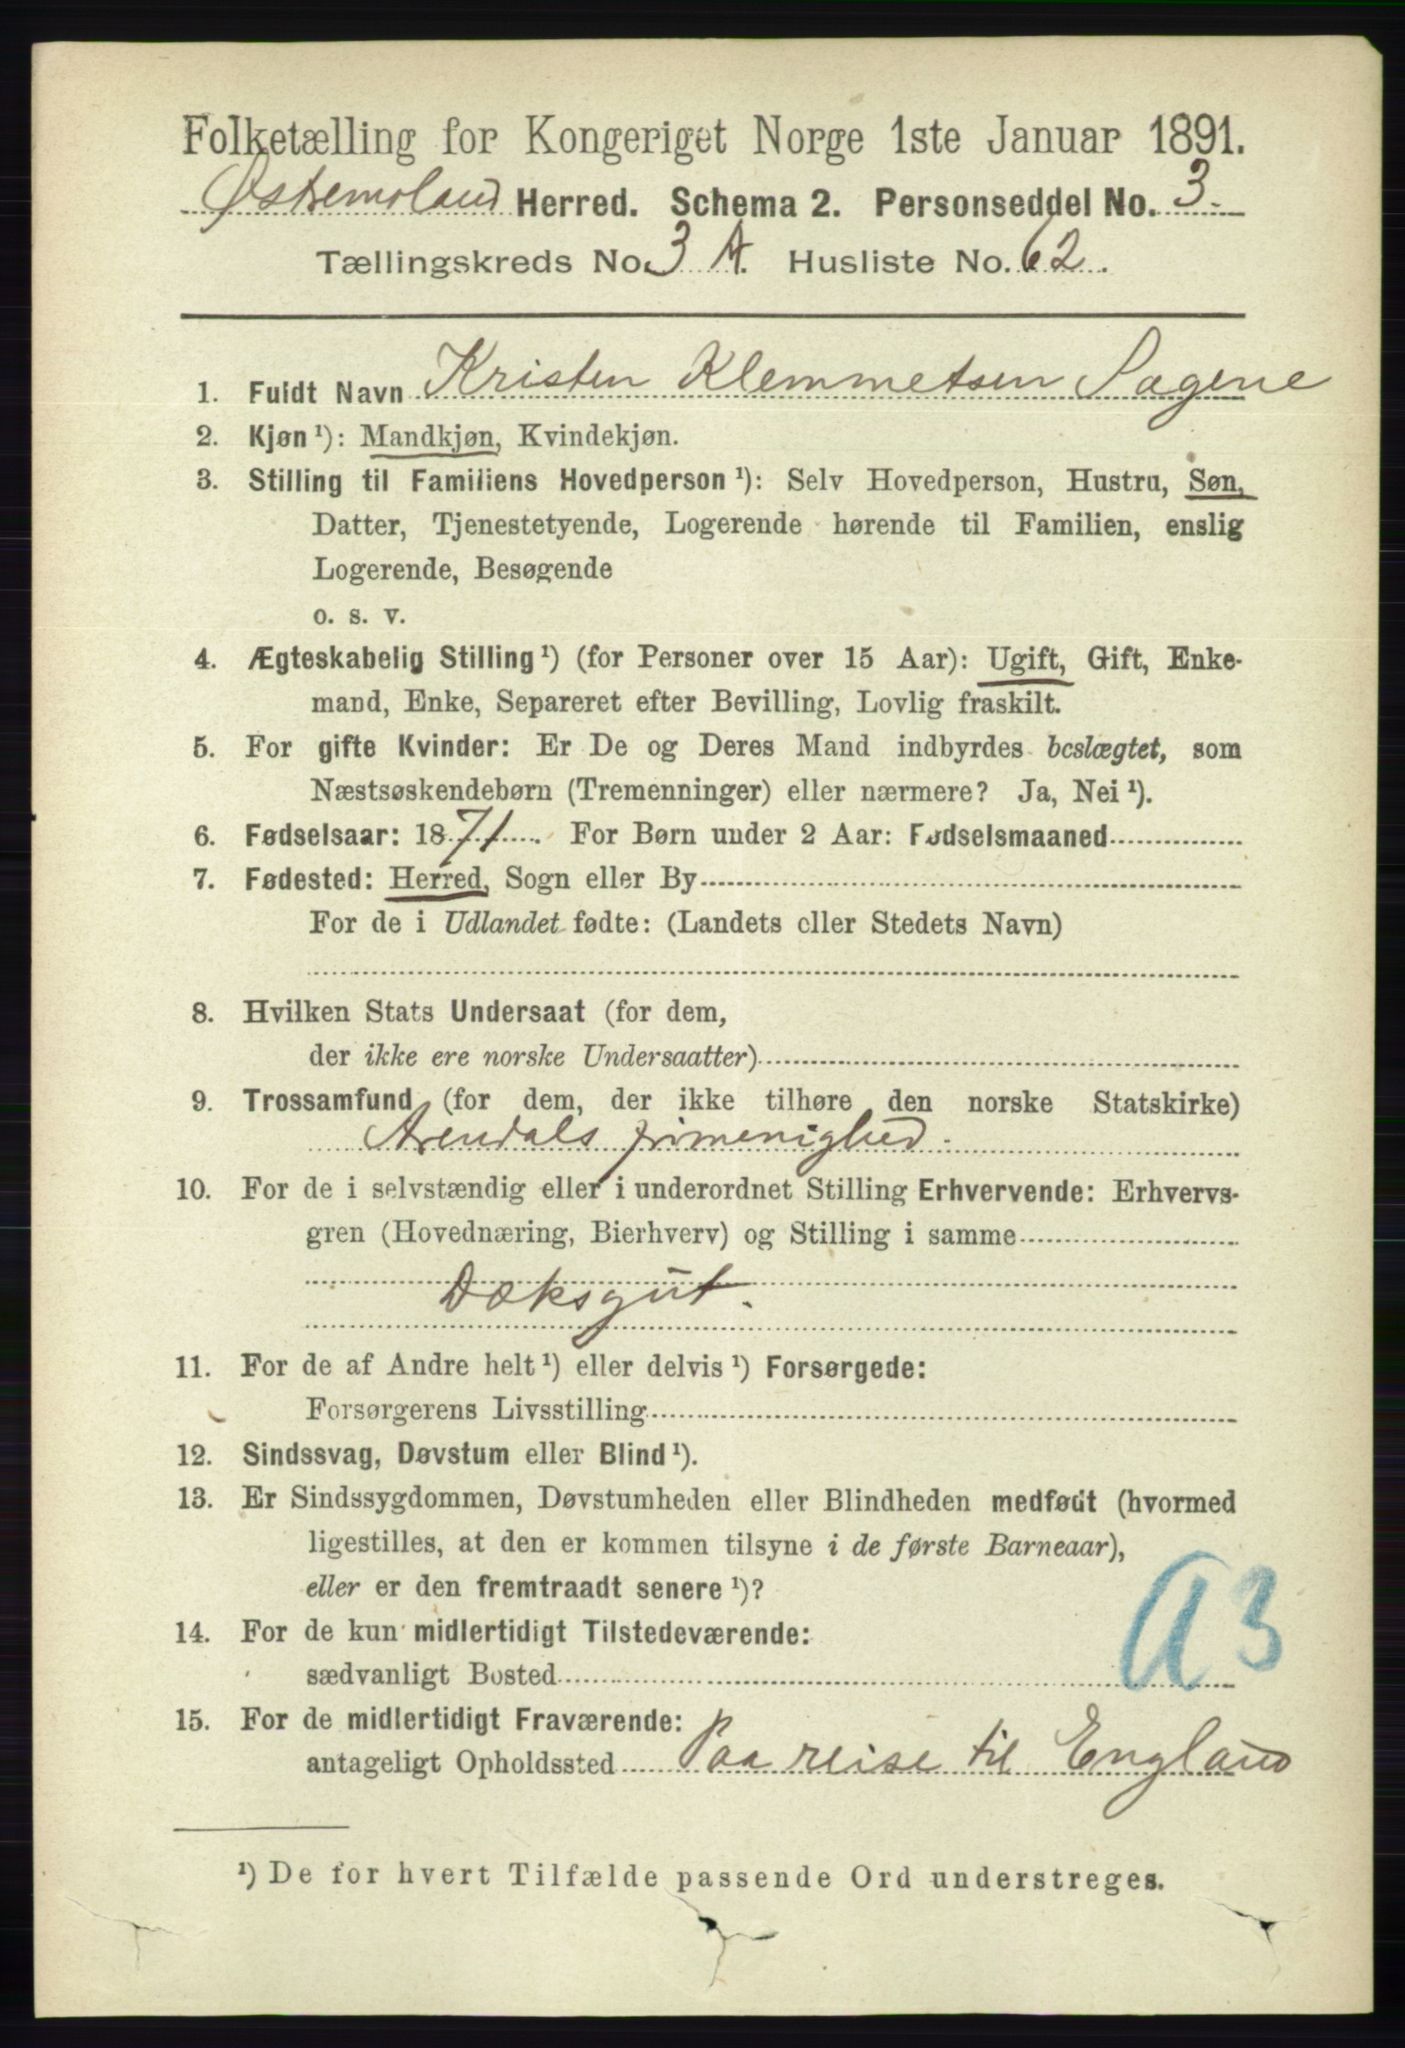 Folketælling for Kongeriget Norge 1ste Januar 1891.
Østremoland Herred. Schema 2. Personseddel No. 3.
Tællingskreds No. 3 A. Husliste No. 62.
1. Fuldt Navn Kristen Klemmetsen Sagene
2. Kjøn ¹): Mandkjøn, Kvindekjøn.
3. Stilling til Familiens Hovedperson ¹): Selv Hovedperson, Hustru, Søn,
Datter, Tjenestetyende, Logerende hørende til Familien, enslig
Logerende, Besøgende
o. s. v.
4. Ægteskabelig Stilling ¹) (for Personer over 15 Aar): Ugift, Gift, Enke-
mand, Enke, Separeret efter Bevilling, Lovlig fraskilt.
5. For gifte Kvinder: Er De og Deres Mand indbyrdes beslægtet, som
Næstsøskendebørn (Tremenninger) eller nærmere? Ja, Nei ¹).
6. Fødselsaar: 1871. For Børn under 2 Aar: Fødselsmaaned
7. Fødested: Herred, Sogn eller By
For de i Udlandet fødte: (Landets eller Stedets Navn)
8. Hvilken Stats Undersaat (for dem,
der ikke ere norske Undersaatter)
9. Trossamfund (for dem, der ikke tilhøre den norske Statskirke)
Arendals frimenighed.
10. For de i selvstændig eller i underordnet Stilling Erhvervende: Erhvervs-
gren (Hovednæring, Bierhverv) og Stilling i samme
Dæksgut.
11. For de af Andre helt ¹) eller delvis ¹) Forsørgede:
Forsørgerens Livsstilling
12. Sindssvag, Døvstum eller Blind ¹).
13. Er Sindssygdommen, Døvstumheden eller Blindheden medfødt (hvormed
ligestilles, at den er kommen tilsyne i de første Barneaar),
eller er den fremtraadt senere ¹)?
A3
14. For de kun midlertidigt Tilstedeværende:
sædvanligt Bosted
15. For de midlertidigt Fraværende:
antageligt Opholdssted Paa reise til England
¹) De for hvert Tilfælde passende Ord understreges.